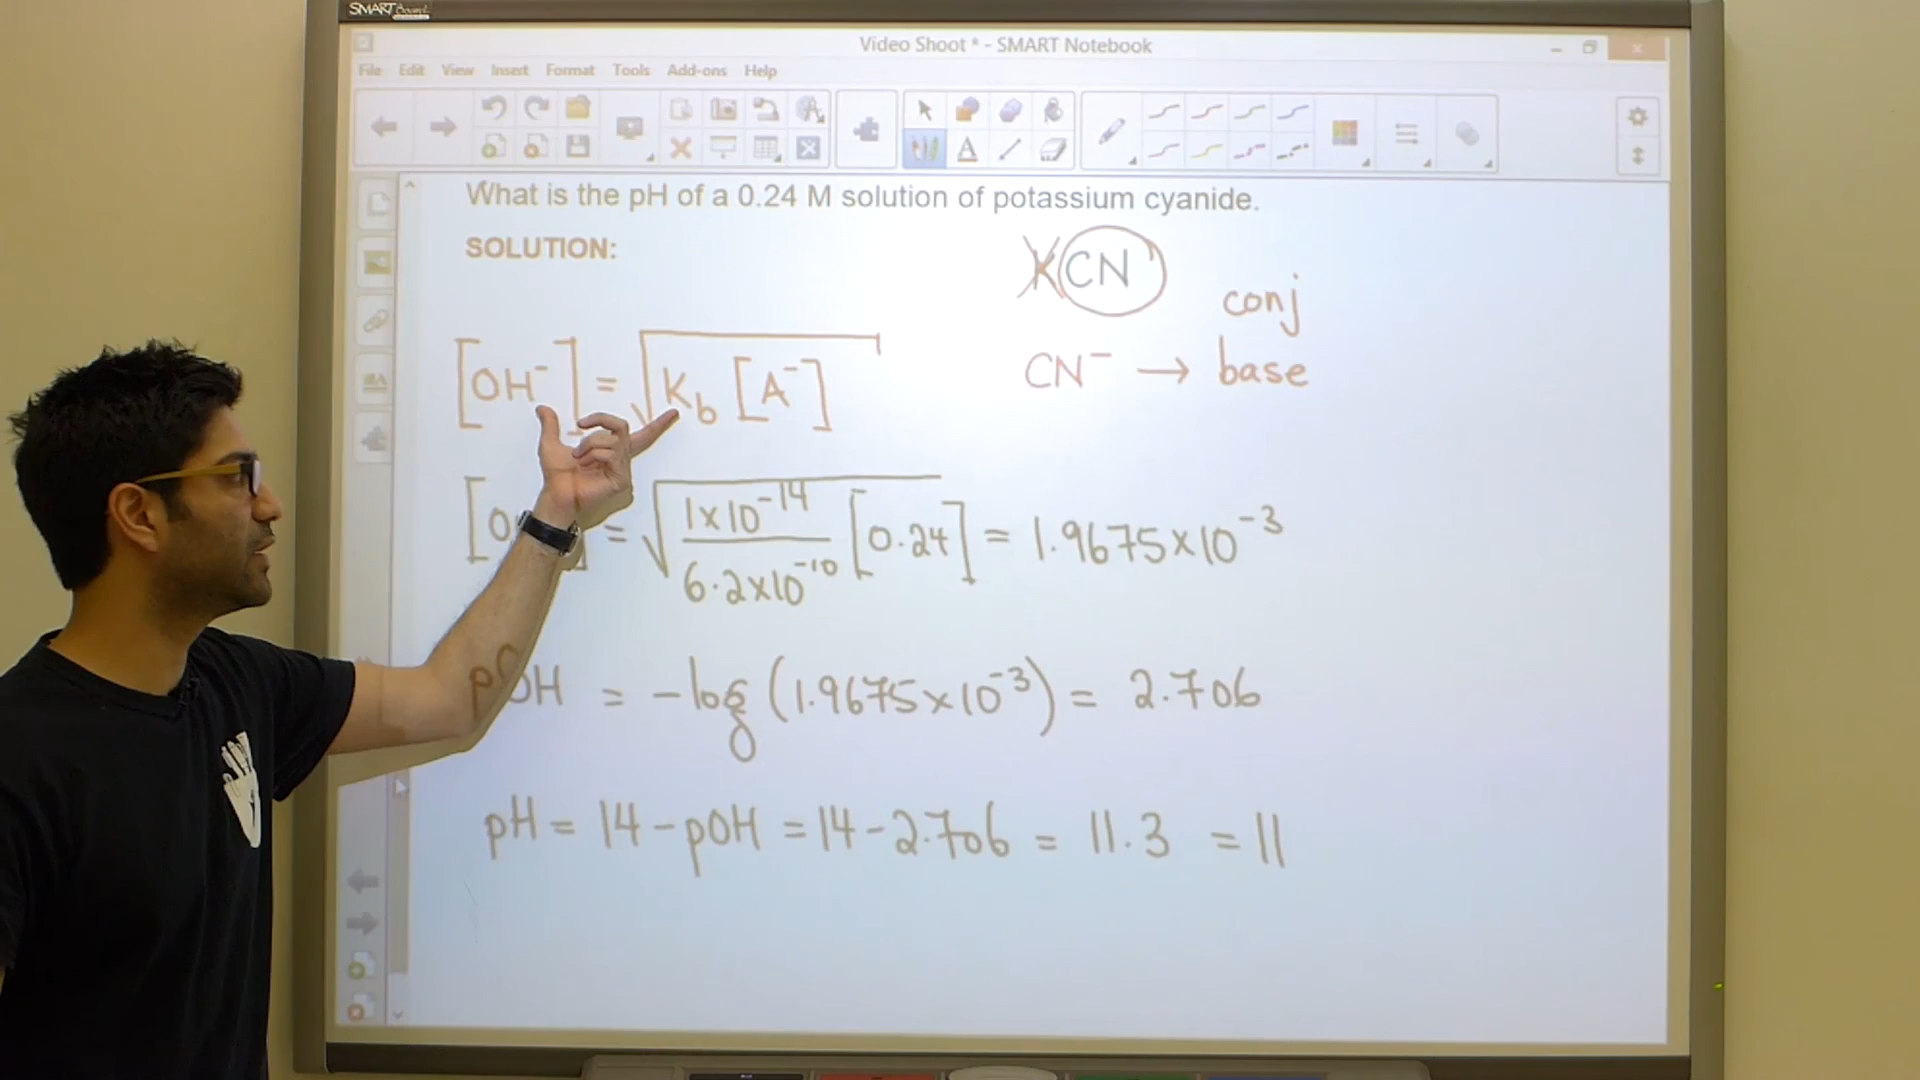 SMART Board
Video Shoot * - SMART Notebook
File Edit View Insert Format Tools Add-ons Help
What is the pH of a 0.24 M solution of potassium cyanide.
SOLUTION:
KCN
conj
[OH⁻] = √(K_b [A⁻])
CN⁻ → base
[O ] = √(1x10⁻¹⁴ / 6.2x10⁻¹⁰ [0.24]) = 1.9675x10⁻³
pOH = -log (1.9675x10⁻³) = 2.706
pH = 14 - pOH = 14 - 2.706 = 11.3 = 11